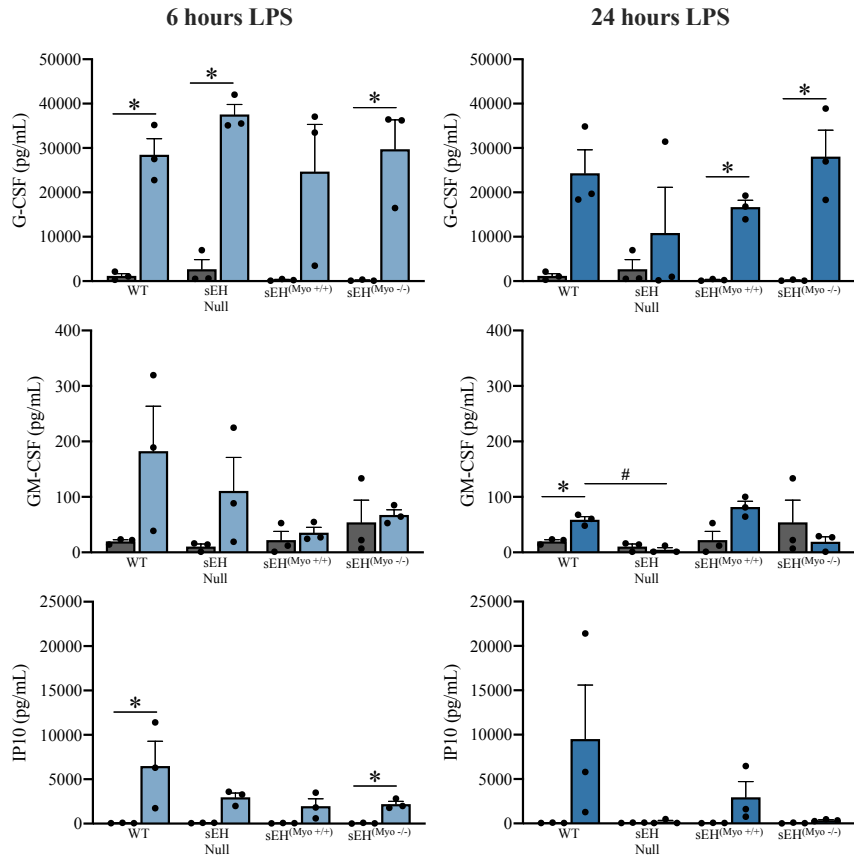 6 hours LPS
24 hours LPS
G-CSF (pg/mL)
50000
40000
30000
20000
10000
0
*
*
*
WT
sEH
Null
sEH(Myo +/+)
sEH(Myo -/-)
G-CSF (pg/mL)
50000
40000
30000
20000
10000
0
*
*
WT
sEH
Null
sEH(Myo +/+)
sEH(Myo -/-)
GM-CSF (pg/mL)
400
300
200
100
0
WT
sEH
Null
sEH(Myo +/+)
sEH(Myo -/-)
GM-CSF (pg/mL)
400
300
200
100
0
*
#
WT
sEH
Null
sEH(Myo +/+)
sEH(Myo -/-)
IP10 (pg/mL)
25000
20000
15000
10000
5000
0
*
*
WT
sEH
Null
sEH(Myo +/+)
sEH(Myo -/-)
IP10 (pg/mL)
25000
20000
15000
10000
5000
0
WT
sEH
Null
sEH(Myo +/+)
sEH(Myo -/-)